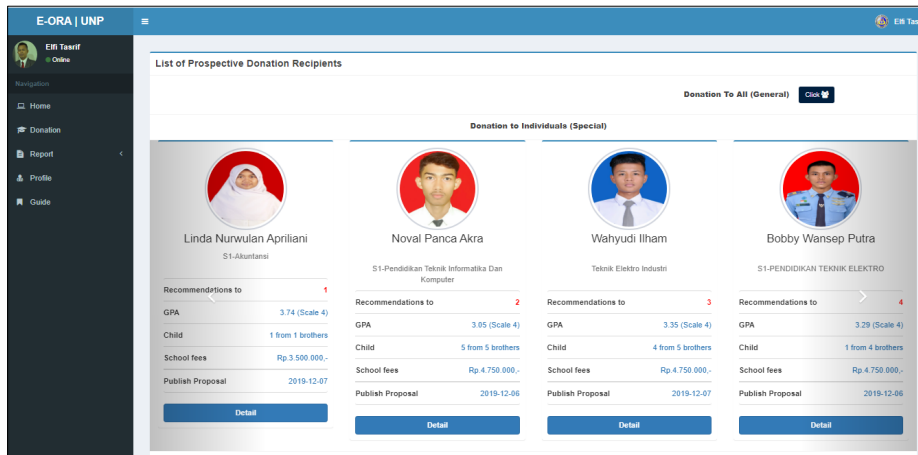 E-ORA | UNP
Elfi Tas
Elfi Tasrif
Online
Navigation
Home
Donation
Report
Profile
Guide
List of Prospective Donation Recipients
Donation To All (General) Click
Donation to Individuals (Special)
Linda Nurwulan Apriliani
S1-Akuntansi
Recommendations to 1
GPA 3.74 (Scale 4)
Child 1 from 1 brothers
School fees Rp.3.500.000,-
Publish Proposal 2019-12-07
Detail
Noval Panca Akra
S1-Pendidikan Teknik Informatika Dan
Komputer
Recommendations to 2
GPA 3.05 (Scale 4)
Child 5 from 5 brothers
School fees Rp.4.750.000,-
Publish Proposal 2019-12-06
Detail
Wahyudi Ilham
Teknik Elektro Industri
Recommendations to 3
GPA 3.35 (Scale 4)
Child 4 from 5 brothers
School fees Rp.4.750.000,-
Publish Proposal 2019-12-07
Detail
Bobby Wansep Putra
S1-PENDIDIKAN TEKNIK ELEKTRO
Recommendations to 4
GPA 3.29 (Scale 4)
Child 1 from 4 brothers
School fees Rp.4.750.000,-
Publish Proposal 2019-12-06
Detail